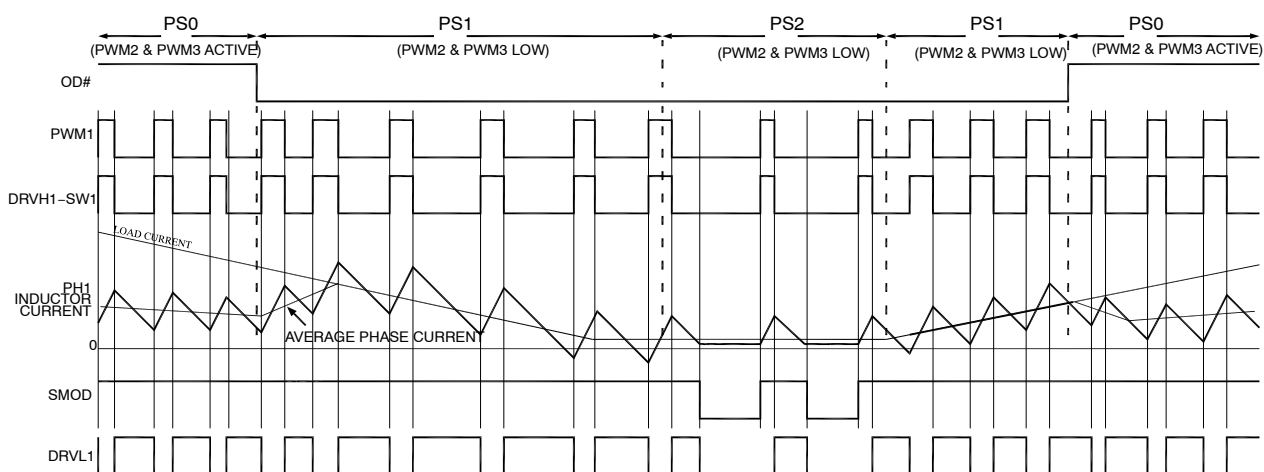 PS0 PS1 PS2 PS1 PS0
(PWM2 & PWM3 ACTIVE) (PWM2 & PWM3 LOW) (PWM2 & PWM3 LOW) (PWM2 & PWM3 LOW) (PWM2 & PWM3 ACTIVE)
OD#
PWM1
DRVH1–SW1
LOAD CURRENT
PH1
INDUCTOR
CURRENT
AVERAGE PHASE CURRENT
0
SMOD
DRVL1